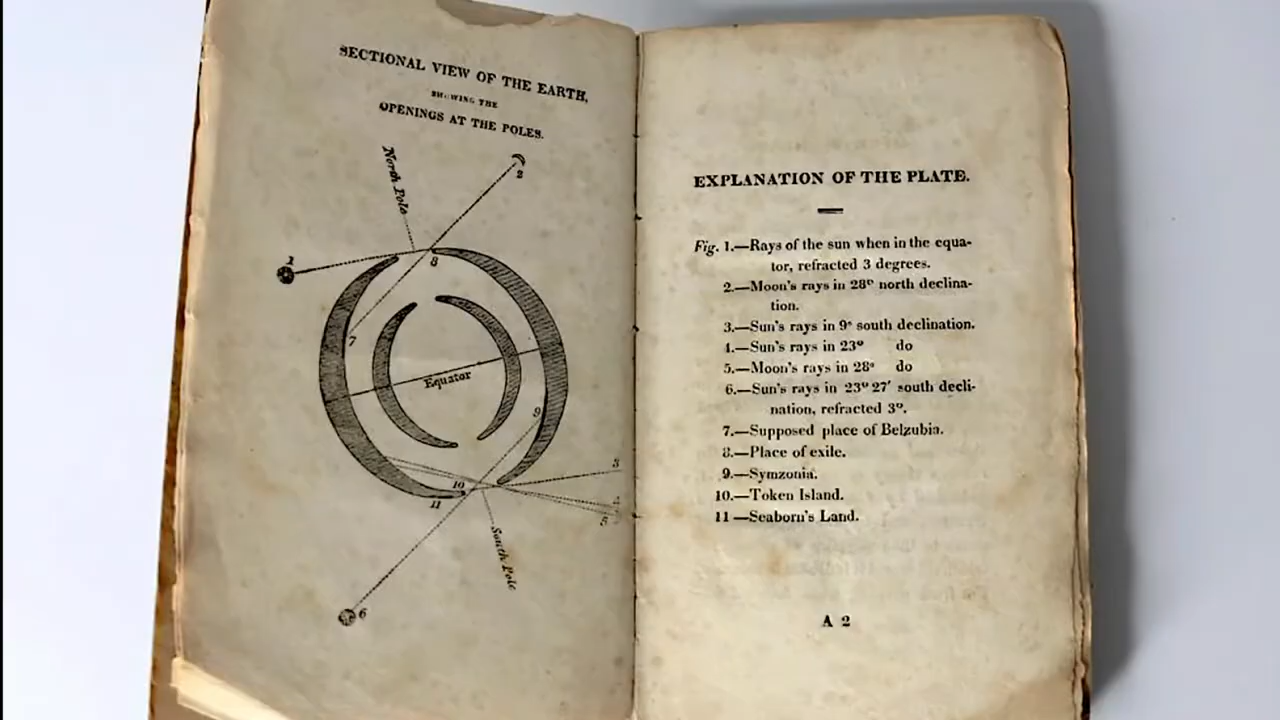 SECTIONAL VIEW OF THE EARTH,
SHOWING THE
OPENINGS AT THE POLES.
North Pole
2
1
8
7
Equator
9
3
10
11
4
5
South Pole
6
EXPLANATION OF THE PLATE.
Fig. 1.—Rays of the sun when in the equa-
tor, refracted 3 degrees.
2.—Moon's rays in 28° north declina-
tion.
3.—Sun's rays in 9° south declination.
4.—Sun's rays in 23° do
5.—Moon's rays in 28° do
6.—Sun's rays in 23° 27′ south decli-
nation, refracted 3°.
7.—Supposed place of Belzubia.
8.—Place of exile.
9.—Symzonia.
10.—Token Island.
11—Seaborn's Land.
A 2